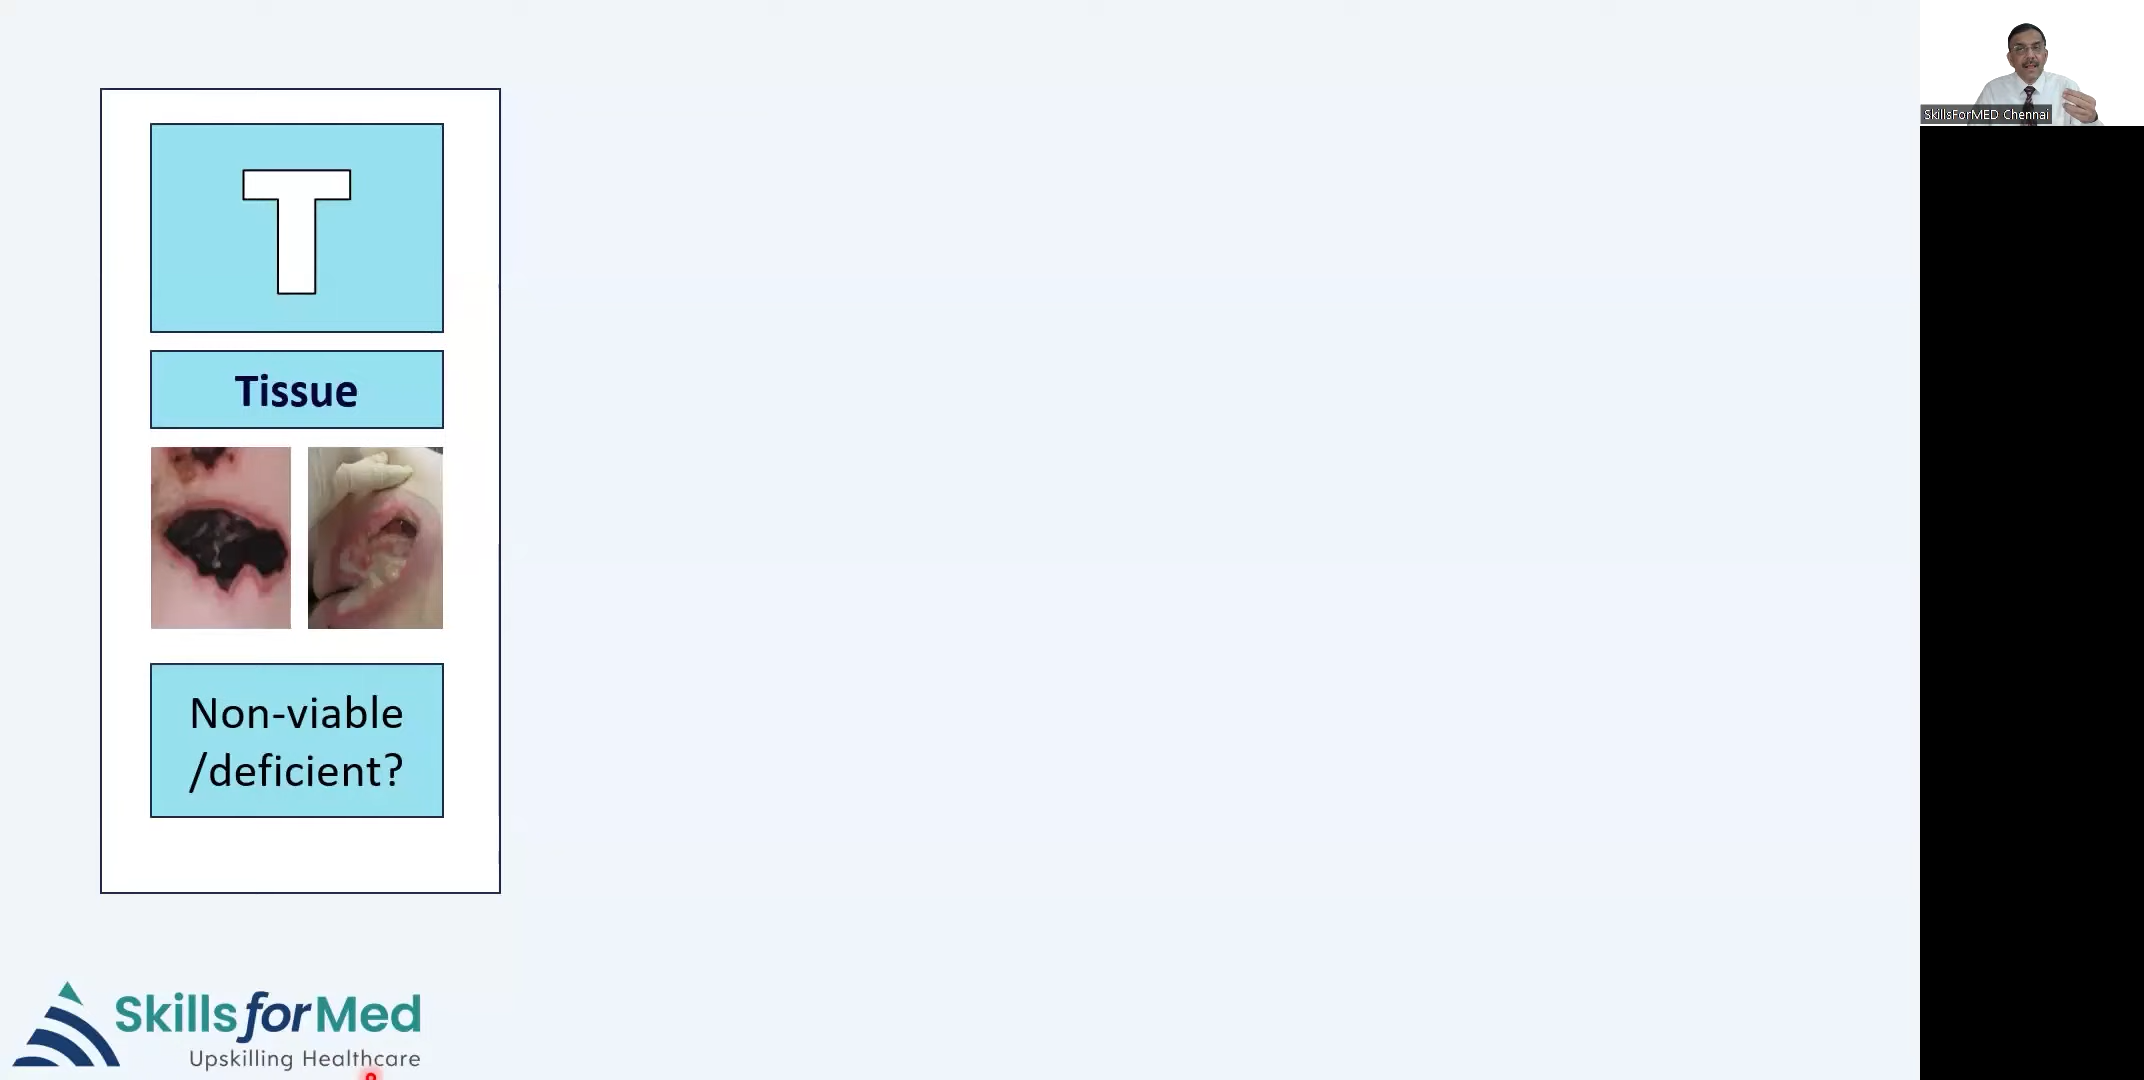 T
Tissue
Non-viable
/deficient?
SkillsforMed
Upskilling Healthcare
SkillsForMED Chennai